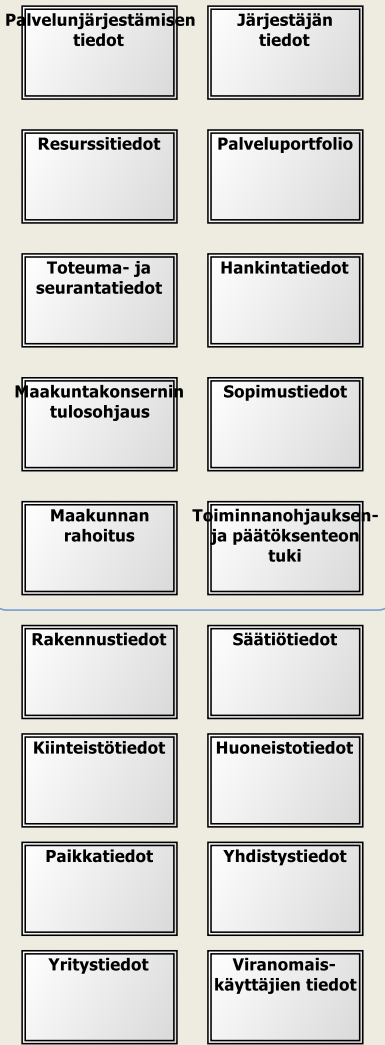 Palvelunjärjestämisen
tiedot
Järjestäjän
tiedot
Resurssitiedot
Palveluportfolio
Toteuma- ja
seurantatiedot
Hankintatiedot
Maakuntakonsernin
tulosohjaus
Sopimustiedot
Maakunnan
rahoitus
Toiminnanohjauksen-
ja päätöksenteon
tuki
Rakennustiedot
Säätiötiedot
Kiinteistötiedot
Huoneistotiedot
Paikkatiedot
Yhdistystiedot
Yritystiedot
Viranomais-
käyttäjien tiedot